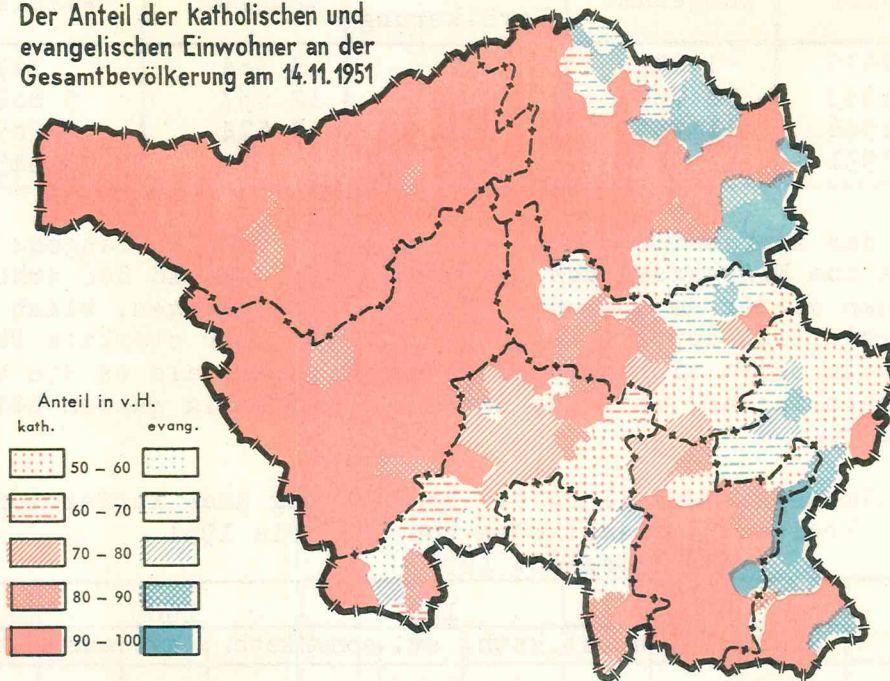 Der Anteil der katholischen und
evangelischen Einwohner an der
Gesamtbevölkerung am 14.11.1951
Anteil in v.H.
kath. evang.
50 – 60
60 – 70
70 – 80
80 – 90
90 – 100